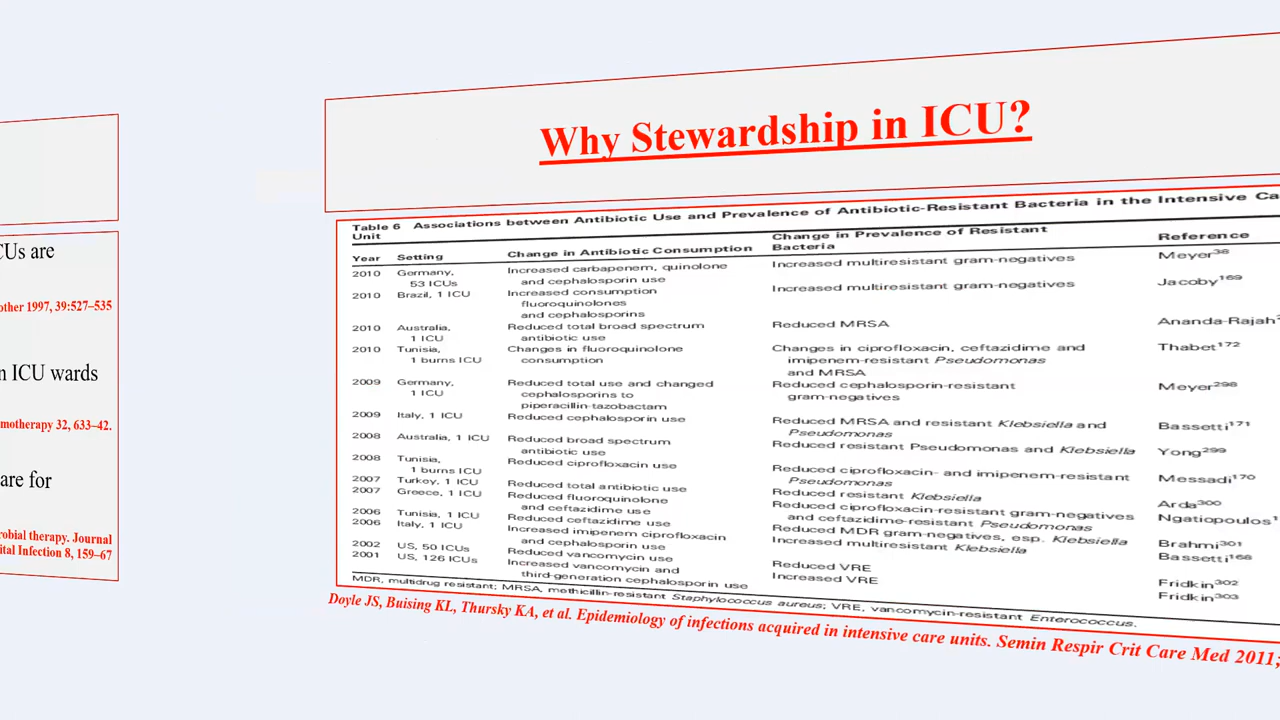 CUs are
other 1997, 39:527–535
n ICU wards
motherapy 32, 633–42.
are for
robial therapy. Journal
ital Infection 8, 159–67
Why Stewardship in ICU?
Table 6 Associations between Antibiotic Use and Prevalence of Antibiotic-Resistant Bacteria in the Intensive Ca
Unit
Year Setting Change in Antibiotic Consumption Change in Prevalence of Resistant Bacteria Reference
2010 Germany, 53 ICUs Increased carbapenem, quinolone and cephalosporin use Increased multiresistant gram-negatives Meyer38
2010 Brazil, 1 ICU Increased consumption fluoroquinolones and cephalosporins Increased multiresistant gram-negatives Jacoby169
2010 Australia, 1 ICU Reduced total broad spectrum antibiotic use Reduced MRSA Ananda-Rajah
2010 Tunisia, 1 burns ICU Changes in fluoroquinolone consumption Changes in ciprofloxacin, ceftazidime and imipenem-resistant Pseudomonas and MRSA Thabet172
2009 Germany, 1 ICU Reduced total use and changed cephalosporins to piperacillin-tazobactam Reduced cephalosporin-resistant gram-negatives Meyer298
2009 Italy, 1 ICU Reduced cephalosporin use Reduced MRSA and resistant Klebsiella and Pseudomonas Bassetti171
2008 Australia, 1 ICU Reduced broad spectrum antibiotic use Reduced resistant Pseudomonas and Klebsiella Yong299
2008 Tunisia, 1 burns ICU Reduced ciprofloxacin use Reduced ciprofloxacin- and imipenem-resistant Pseudomonas Messadi170
2007 Turkey, 1 ICU Reduced total antibiotic use Reduced resistant Klebsiella Arda300
2007 Greece, 1 ICU Reduced fluoroquinolone and ceftazidime use Reduced ciprofloxacin-resistant gram-negatives and ceftazidime-resistant Pseudomonas Ngatiopoulos1
2006 Tunisia, 1 ICU Reduced ceftazidime use Reduced MDR gram-negatives, esp. Klebsiella Brahmi301
2006 Italy, 1 ICU Increased imipenem ciprofloxacin and cephalosporin use Increased multiresistant Klebsiella Bassetti168
2002 US, 50 ICUs Reduced vancomycin use Reduced VRE Fridkin302
2001 US, 126 ICUs Increased vancomycin and third-generation cephalosporin use Increased VRE Fridkin303
MDR, multidrug resistant; MRSA, methicillin-resistant Staphylococcus aureus; VRE, vancomycin-resistant Enterococcus.
Doyle JS, Buising KL, Thursky KA, et al. Epidemiology of infections acquired in intensive care units. Semin Respir Crit Care Med 2011;